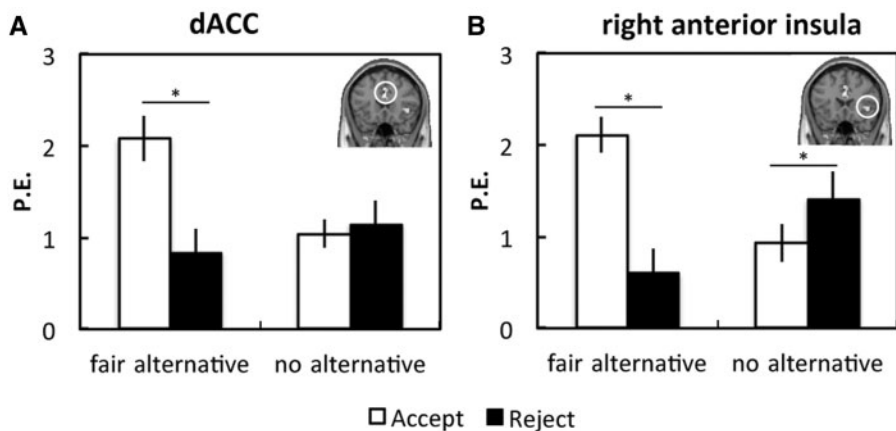 A
dACC
3
2
1
0
P.E.
*
fair alternative
no alternative
B
right anterior insula
3
2
1
0
P.E.
*
*
fair alternative
no alternative
Accept Reject